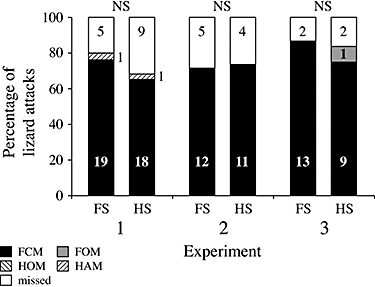 NS NS NS
100
80
60
40
20
0
Percentage of
lizard attacks
5 9 5 4 2 2
1 1 1
19 18 12 11 13 9
FS HS FS HS FS HS
1 2 3
Experiment
FCM FOM
HOM HAM
missed